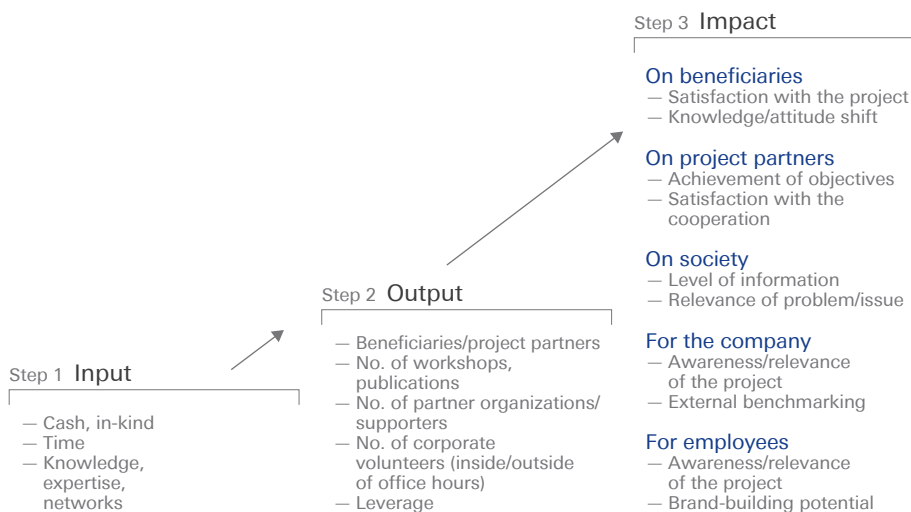 Step 1 Input
— Cash, in-kind
— Time
— Knowledge,
expertise,
networks
Step 2 Output
— Beneficiaries/project partners
— No. of workshops,
publications
— No. of partner organizations/
supporters
— No. of corporate
volunteers (inside/outside
of office hours)
— Leverage
Step 3 Impact
On beneficiaries
— Satisfaction with the project
— Knowledge/attitude shift
On project partners
— Achievement of objectives
— Satisfaction with the
cooperation
On society
— Level of information
— Relevance of problem/issue
For the company
— Awareness/relevance
of the project
— External benchmarking
For employees
— Awareness/relevance
of the project
— Brand-building potential